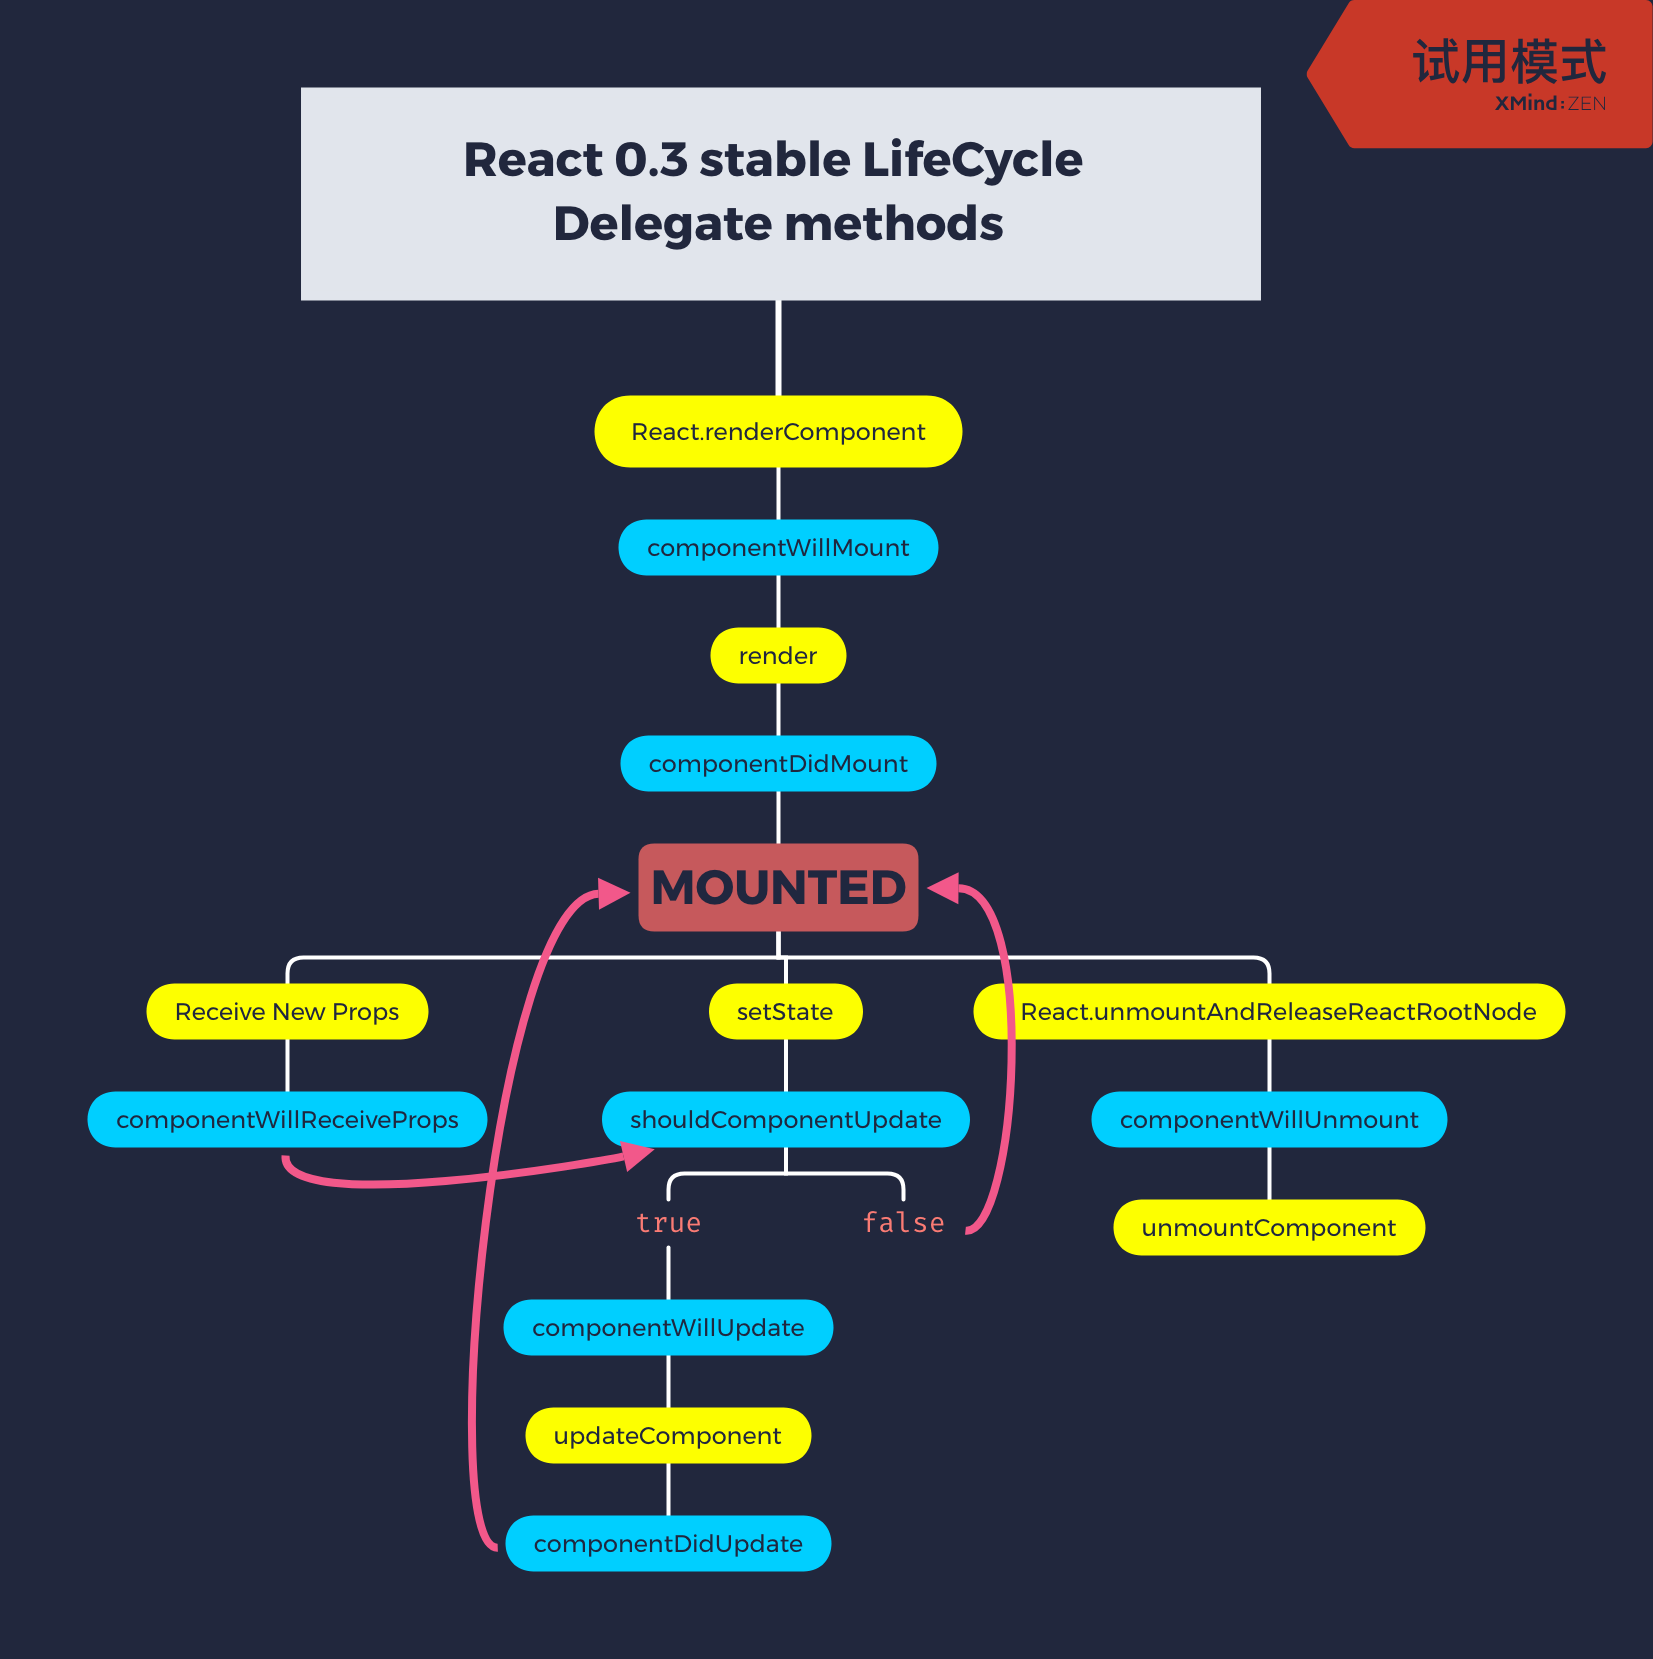 试用模式
XMind:ZEN
React 0.3 stable LifeCycle
Delegate methods
React.renderComponent
componentWillMount
render
componentDidMount
MOUNTED
Receive New Props
setState
React.unmountAndReleaseReactRootNode
componentWillReceiveProps
shouldComponentUpdate
componentWillUnmount
true
false
unmountComponent
componentWillUpdate
updateComponent
componentDidUpdate